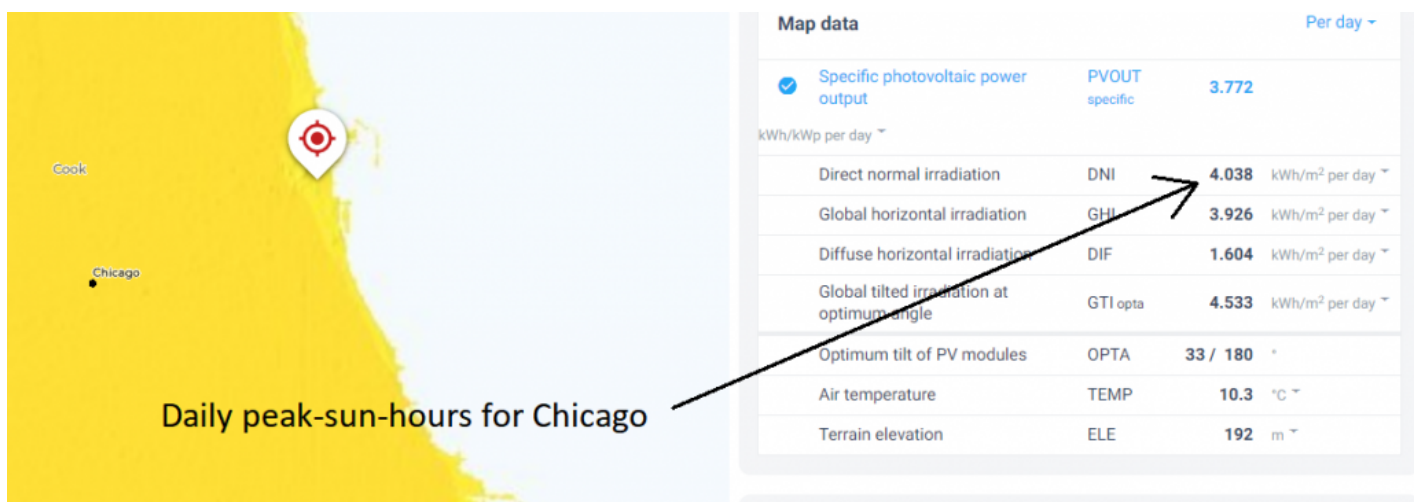 Cook
Chicago
Daily peak-sun-hours for Chicago
Map data Per day
Specific photovoltaic power output PVOUT specific 3.772
kWh/kWp per day
Direct normal irradiation DNI 4.038 kWh/m² per day
Global horizontal irradiation GHI 3.926 kWh/m² per day
Diffuse horizontal irradiation DIF 1.604 kWh/m² per day
Global tilted irradiation at optimum angle GTI opta 4.533 kWh/m² per day
Optimum tilt of PV modules OPTA 33 / 180 °
Air temperature TEMP 10.3 °C
Terrain elevation ELE 192 m